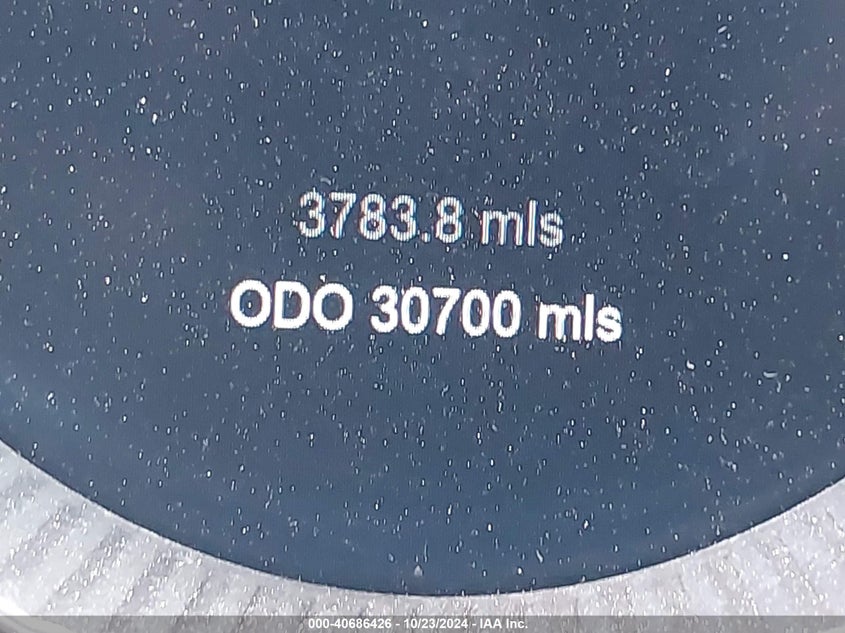 3783.8 mls
ODO 30700 mls
000-40686426 - 10/23/2024 - IAA Inc.